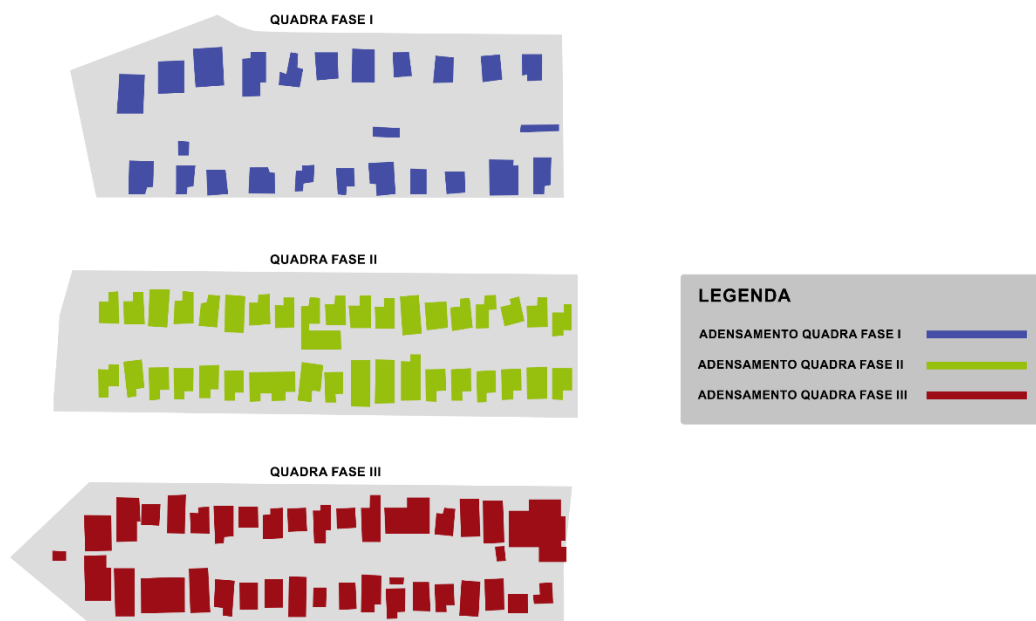 QUADRA FASE I
QUADRA FASE II
LEGENDA
ADENSAMENTO QUADRA FASE I
ADENSAMENTO QUADRA FASE II
ADENSAMENTO QUADRA FASE III
QUADRA FASE III